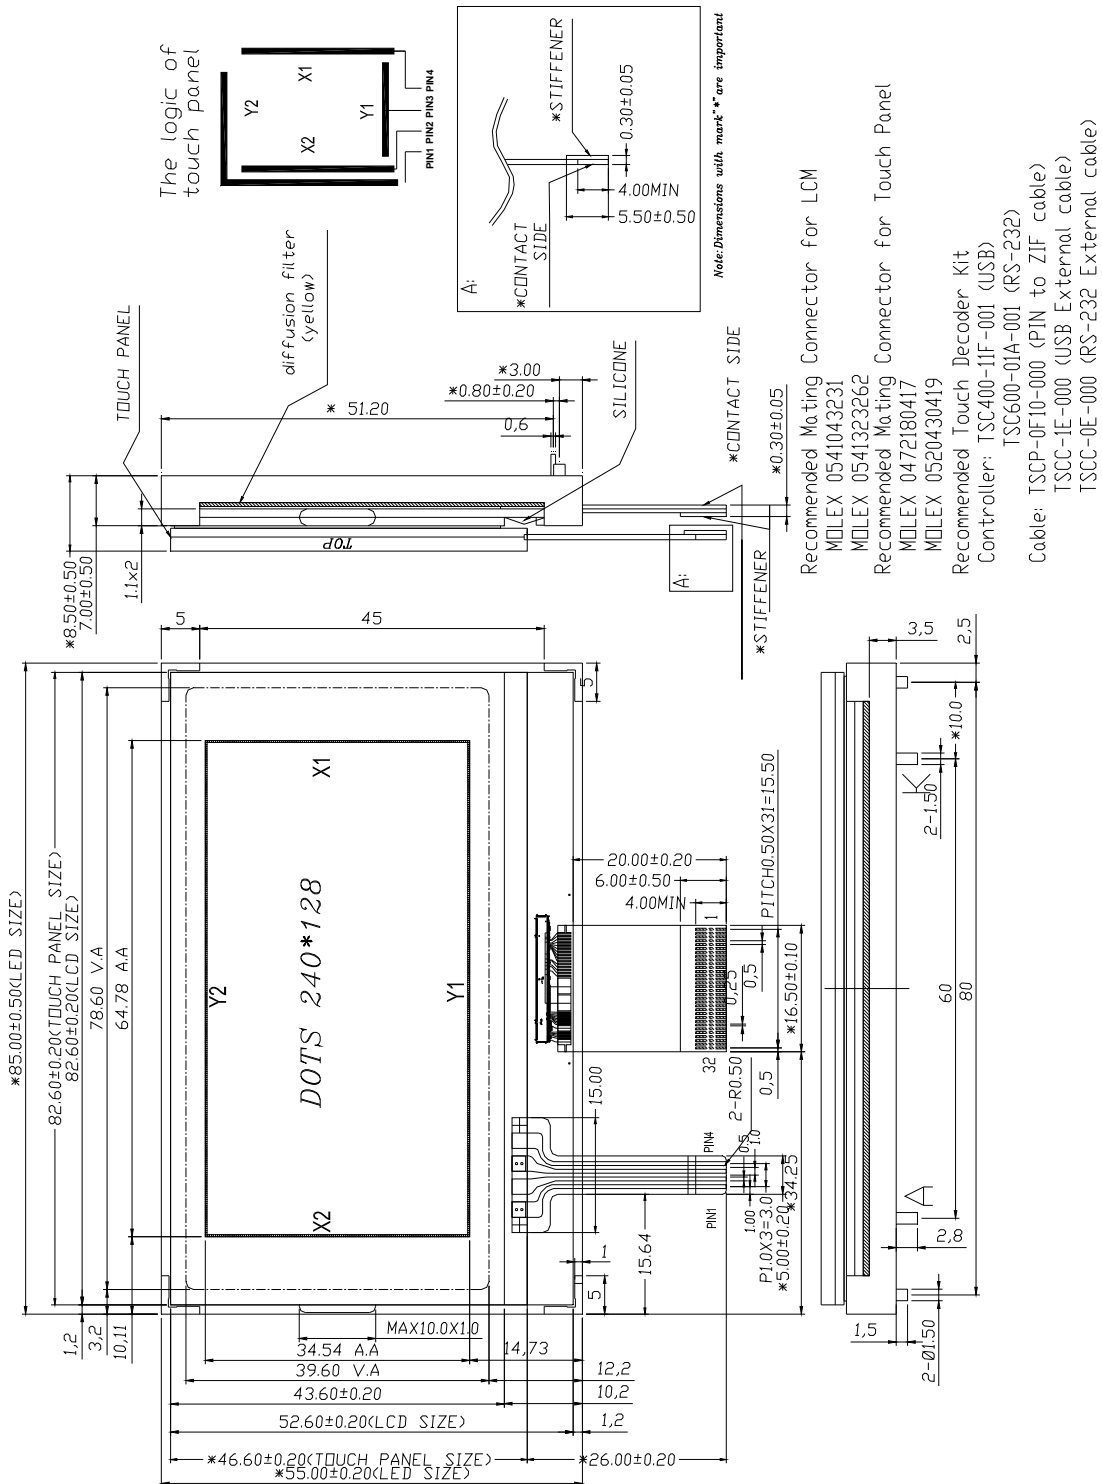 The logic of
touch panel
Y2
X1
X2
Y1
PIN1 PIN2 PIN3 PIN4
A:
*CONTACT
SIDE
*STIFFENER
0.30±0.05
4.00MIN
5.50±0.50
Note:Dimensions with mark"*"are important
TOUCH PANEL
diffusion filter
(yellow)
* 51.20
*3.00
*0.80±0.20
0,6
SILICONE
*CONTACT SIDE
*0.30±0.05
*8.50±0.50
7.00±0.50
1.1x2
TOP
A:
*STIFFENER
Recommended Mating Connector for LCM
MOLEX 0541043231
MOLEX 0541323262
Recommended Mating Connector for Touch Panel
MOLEX 0472180417
MOLEX 0520430419
Recommended Touch Decoder Kit
Controller: TSC400-11F-001 (USB)
TSC600-01A-001 (RS-232)
Cable: TSCP-0F10-000 (PIN to ZIF cable)
TSCC-1E-000 (USB External cable)
TSCC-0E-000 (RS-232 External cable)
*85.00±0.50(LED SIZE)
82.60±0.20(TOUCH PANEL SIZE)
82.60±0.20(LCD SIZE)
78.60 V.A
64.78 A.A
5
45
5
X1
Y2
DOTS 240*128
Y1
X2
1,2
3,2
10,11
MAX10.0X1.0
34.54 A.A
14,73
39.60 V.A
12,2
43.60±0.20
10,2
52.60±0.20(LCD SIZE)
1,2
*46.60±0.20(TOUCH PANEL SIZE)
*26.00±0.20
*55.00±0.20(LED SIZE)
1
5
20.00±0.20
6.00±0.50
4.00MIN
1
32
PITCH0.50X31=15.50
0,25
0,5
*16.50±0.10
0,5
2-R0.50
15.00
PIN4
PIN1
0.5
1.0
1.00
P1.0X3=3.0
*5.00±0.20
*34.25
15.64
3,5
2,5
*10.0
K
2-1.50
60
80
A
2,8
1,5
2-Ø1.50